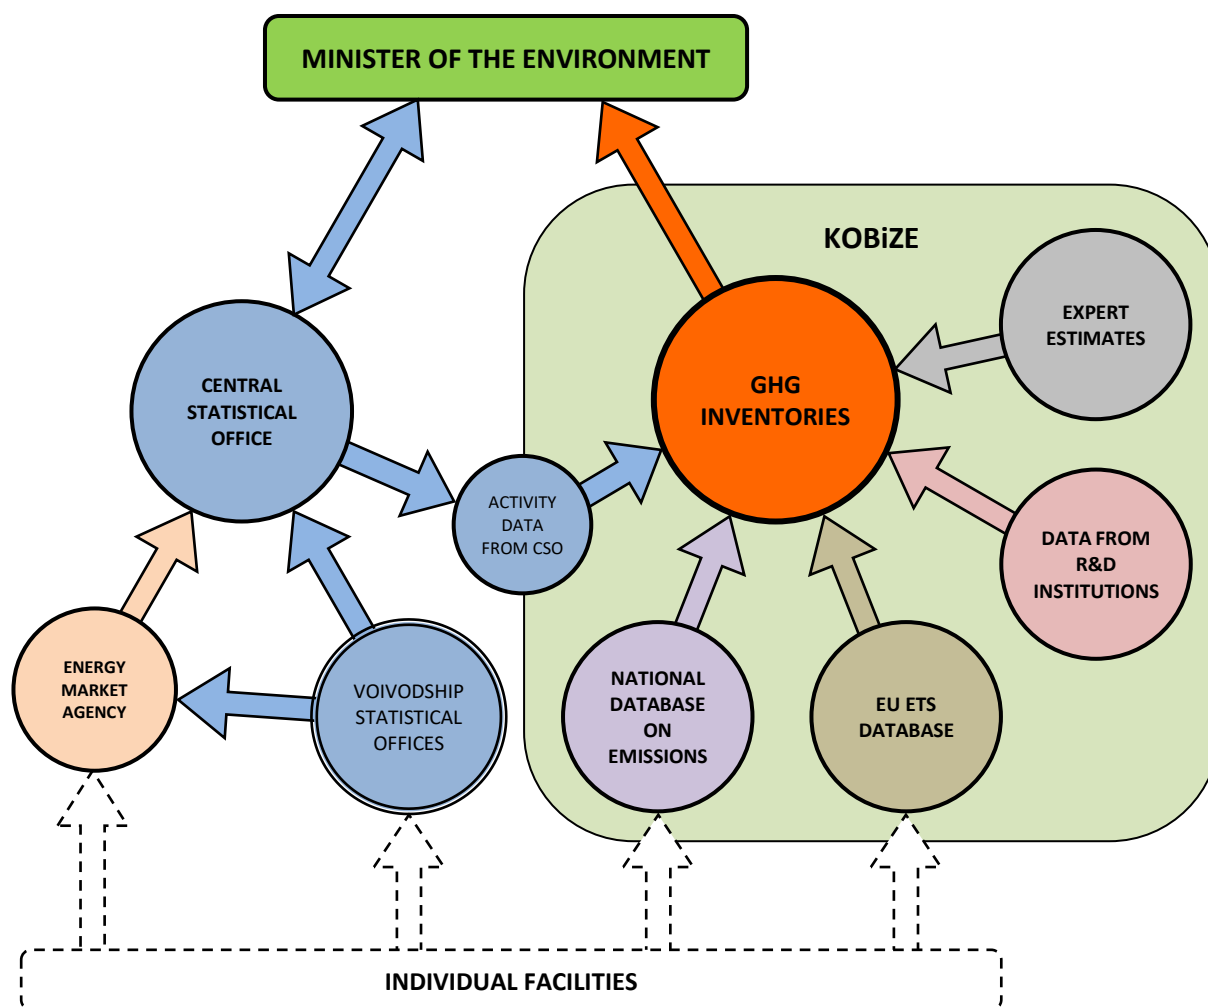 MINISTER OF THE ENVIRONMENT
KOBiZE
EXPERT
ESTIMATES
CENTRAL
STATISTICAL
OFFICE
GHG
INVENTORIES
ACTIVITY
DATA
FROM CSO
DATA FROM
R&D
INSTITUTIONS
ENERGY
MARKET
AGENCY
VOIVODSHIP
STATISTICAL
OFFICES
NATIONAL
DATABASE
ON
EMISSIONS
EU ETS
DATABASE
INDIVIDUAL FACILITIES